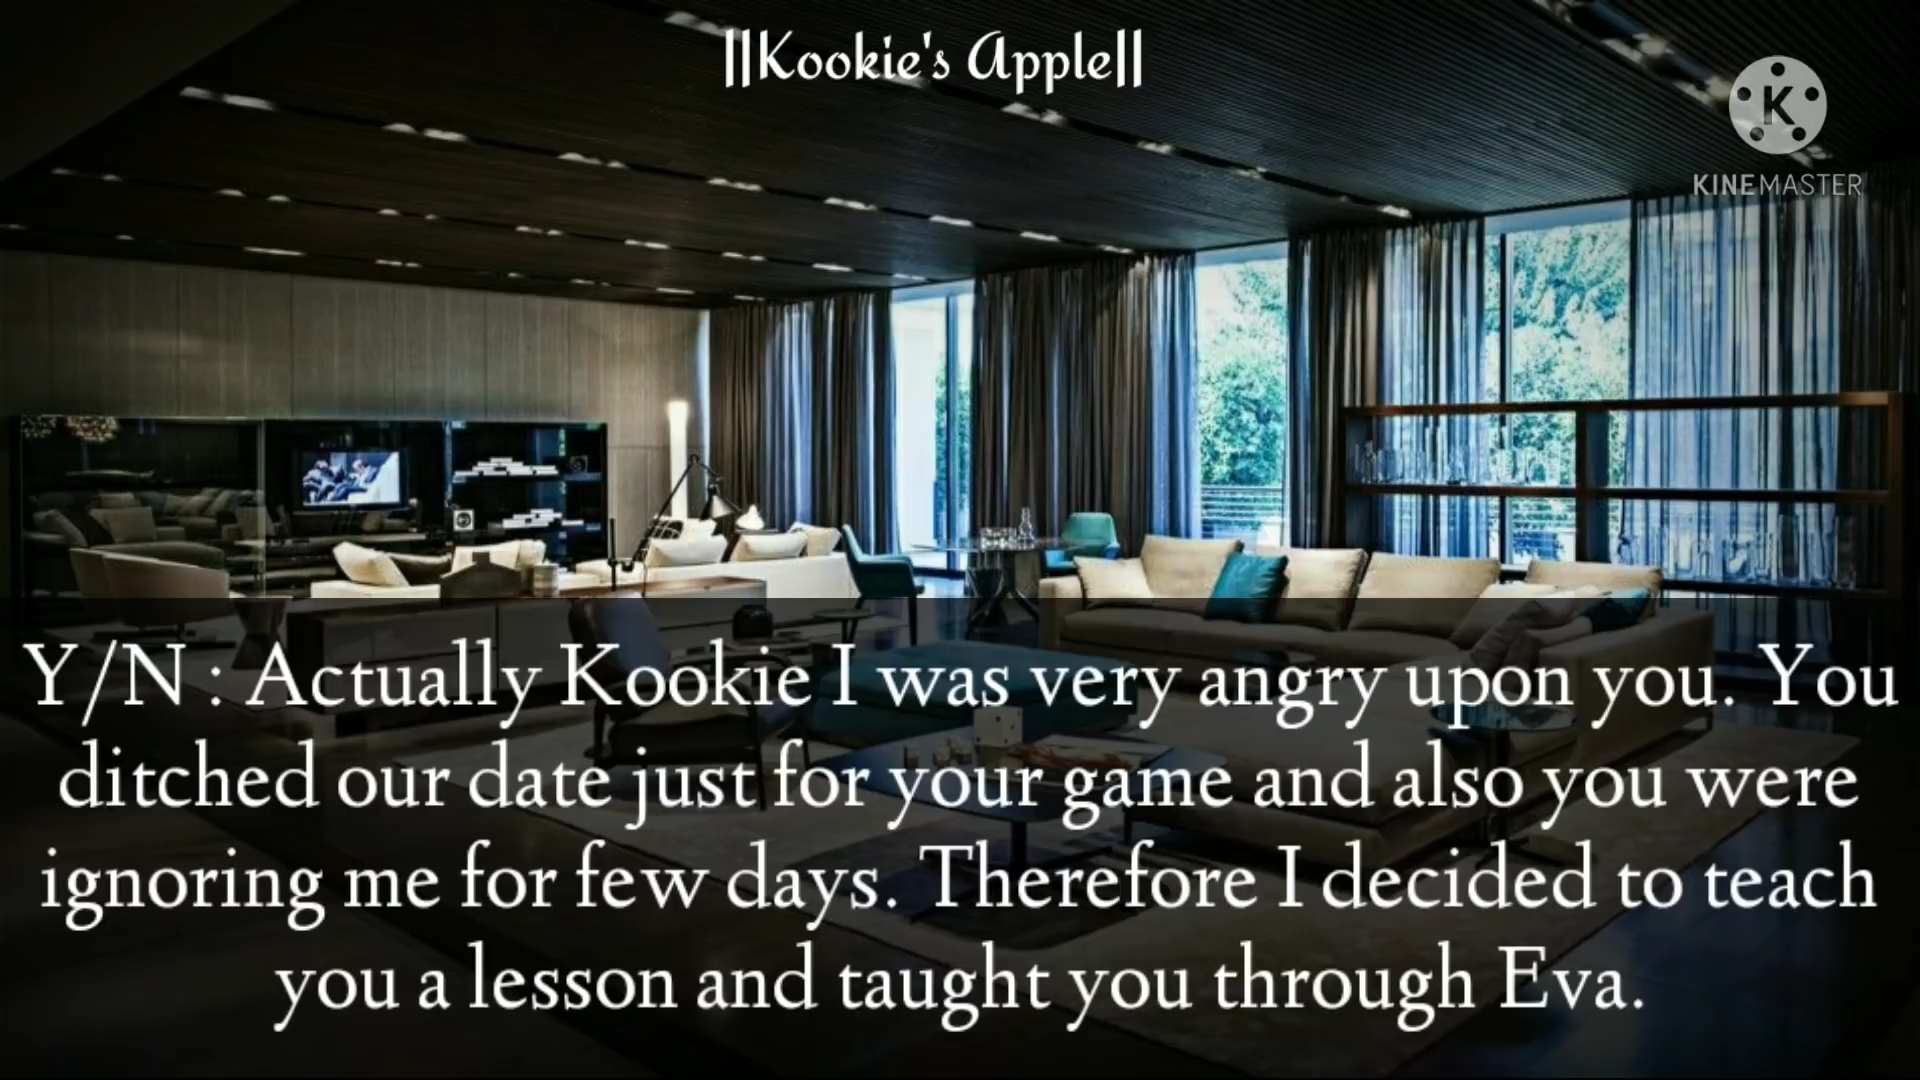 ||Kookie's Apple||
K
KINEMASTER
Y/N : Actually Kookie I was very angry upon you. You
ditched our date just for your game and also you were
ignoring me for few days. Therefore I decided to teach
you a lesson and taught you through Eva.